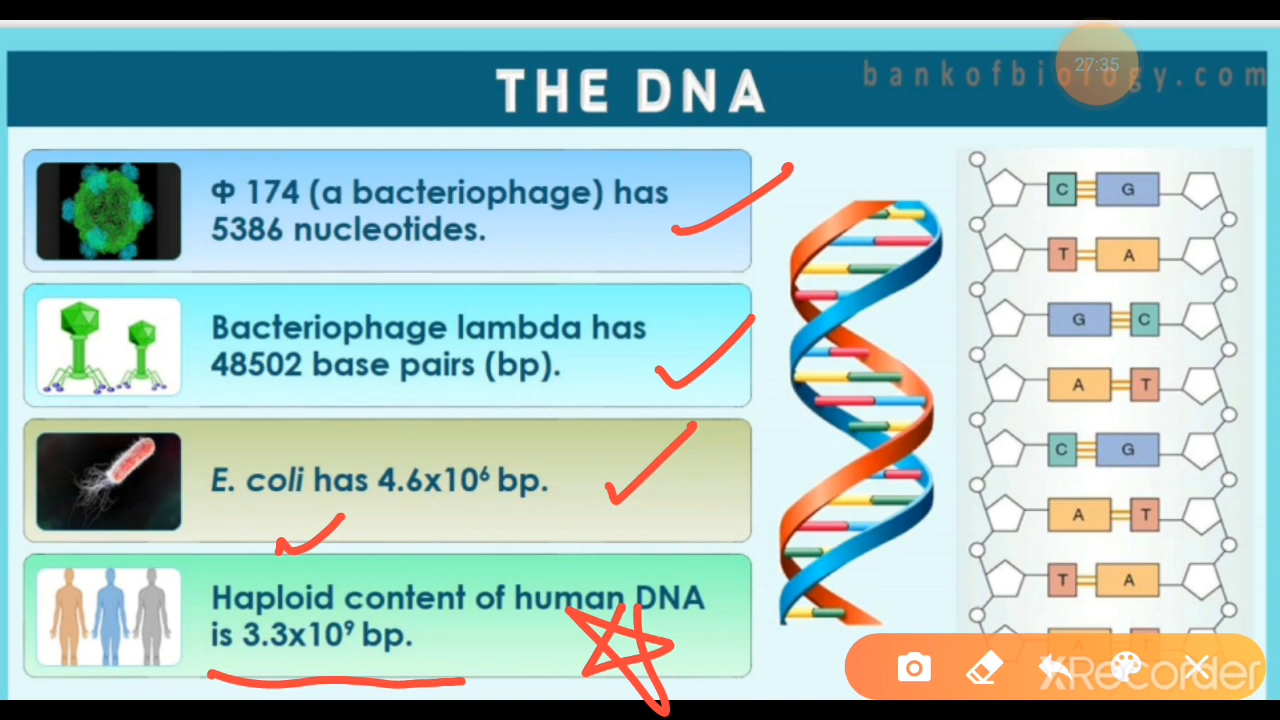 27:35
bankofbiology.com
THE DNA
Φ 174 (a bacteriophage) has
5386 nucleotides.
Bacteriophage lambda has
48502 base pairs (bp).
E. coli has 4.6x10⁶ bp.
Haploid content of human DNA
is 3.3x10⁹ bp.
C G
T A
G C
A T
C G
A T
T A
A T
XRecorder